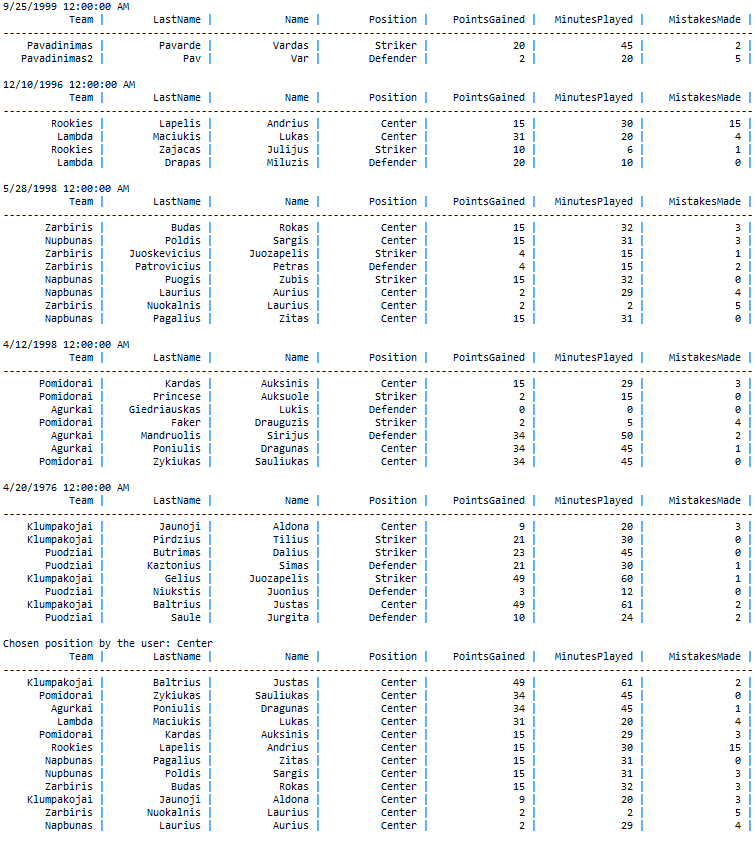 9/25/1999 12:00:00 AM
Team | LastName | Name | Position | PointsGained | MinutesPlayed | MistakesMade |
--------------------------------------------------------------------------------
Pavadinimas | Pavarde | Vardas | Striker | 20 | 45 | 2 |
Pavadinimas2 | Pav | Var | Defender | 2 | 20 | 5 |
12/10/1996 12:00:00 AM
Team | LastName | Name | Position | PointsGained | MinutesPlayed | MistakesMade |
--------------------------------------------------------------------------------
Rookies | Lapelis | Andrius | Center | 15 | 30 | 15 |
Lambda | Maciukis | Lukas | Center | 31 | 20 | 4 |
Rookies | Zajacas | Julijus | Striker | 10 | 6 | 1 |
Lambda | Drapas | Miluzis | Defender | 20 | 10 | 0 |
5/28/1998 12:00:00 AM
Team | LastName | Name | Position | PointsGained | MinutesPlayed | MistakesMade |
--------------------------------------------------------------------------------
Zarbiris | Budas | Rokas | Center | 15 | 32 | 3 |
Nupbunas | Poldis | Sargis | Center | 15 | 31 | 3 |
Zarbiris | Juoskevicius | Juozapelis | Striker | 4 | 15 | 1 |
Zarbiris | Patrovicius | Petras | Defender | 4 | 15 | 2 |
Napbunas | Puogis | Zubis | Striker | 15 | 32 | 0 |
Napbunas | Laurius | Aurius | Center | 2 | 29 | 4 |
Zarbiris | Nuokalnis | Laurius | Center | 2 | 2 | 5 |
Napbunas | Pagalius | Zitas | Center | 15 | 31 | 0 |
4/12/1998 12:00:00 AM
Team | LastName | Name | Position | PointsGained | MinutesPlayed | MistakesMade |
--------------------------------------------------------------------------------
Pomidorai | Kardas | Auksinis | Center | 15 | 29 | 3 |
Pomidorai | Princese | Auksuole | Striker | 2 | 15 | 0 |
Agurkai | Giedriauskas | Lukis | Defender | 0 | 0 | 0 |
Pomidorai | Faker | Drauguzis | Striker | 2 | 5 | 4 |
Agurkai | Mandruolis | Sirijus | Defender | 34 | 50 | 2 |
Agurkai | Poniulis | Dragunas | Center | 34 | 45 | 1 |
Pomidorai | Zykiukas | Sauliukas | Center | 34 | 45 | 0 |
4/20/1976 12:00:00 AM
Team | LastName | Name | Position | PointsGained | MinutesPlayed | MistakesMade |
--------------------------------------------------------------------------------
Klumpakojai | Jaunoji | Aldona | Center | 9 | 20 | 3 |
Klumpakojai | Pirdzius | Tilius | Striker | 21 | 30 | 0 |
Puodziai | Butrimas | Dalius | Striker | 23 | 45 | 0 |
Puodziai | Kaztonius | Simas | Defender | 21 | 30 | 1 |
Klumpakojai | Gelius | Juozapelis | Striker | 49 | 60 | 1 |
Puodziai | Niukstis | Juonius | Defender | 3 | 12 | 0 |
Klumpakojai | Baltrius | Justas | Center | 49 | 61 | 2 |
Puodziai | Saule | Jurgita | Defender | 10 | 24 | 2 |
Chosen position by the user: Center
Team | LastName | Name | Position | PointsGained | MinutesPlayed | MistakesMade |
--------------------------------------------------------------------------------
Klumpakojai | Baltrius | Justas | Center | 49 | 61 | 2 |
Pomidorai | Zykiukas | Sauliukas | Center | 34 | 45 | 0 |
Agurkai | Poniulis | Dragunas | Center | 34 | 45 | 1 |
Lambda | Maciukis | Lukas | Center | 31 | 20 | 4 |
Pomidorai | Kardas | Auksinis | Center | 15 | 29 | 3 |
Rookies | Lapelis | Andrius | Center | 15 | 30 | 15 |
Napbunas | Pagalius | Zitas | Center | 15 | 31 | 0 |
Nupbunas | Poldis | Sargis | Center | 15 | 31 | 3 |
Zarbiris | Budas | Rokas | Center | 15 | 32 | 3 |
Klumpakojai | Jaunoji | Aldona | Center | 9 | 20 | 3 |
Zarbiris | Nuokalnis | Laurius | Center | 2 | 2 | 5 |
Napbunas | Laurius | Aurius | Center | 2 | 29 | 4 |